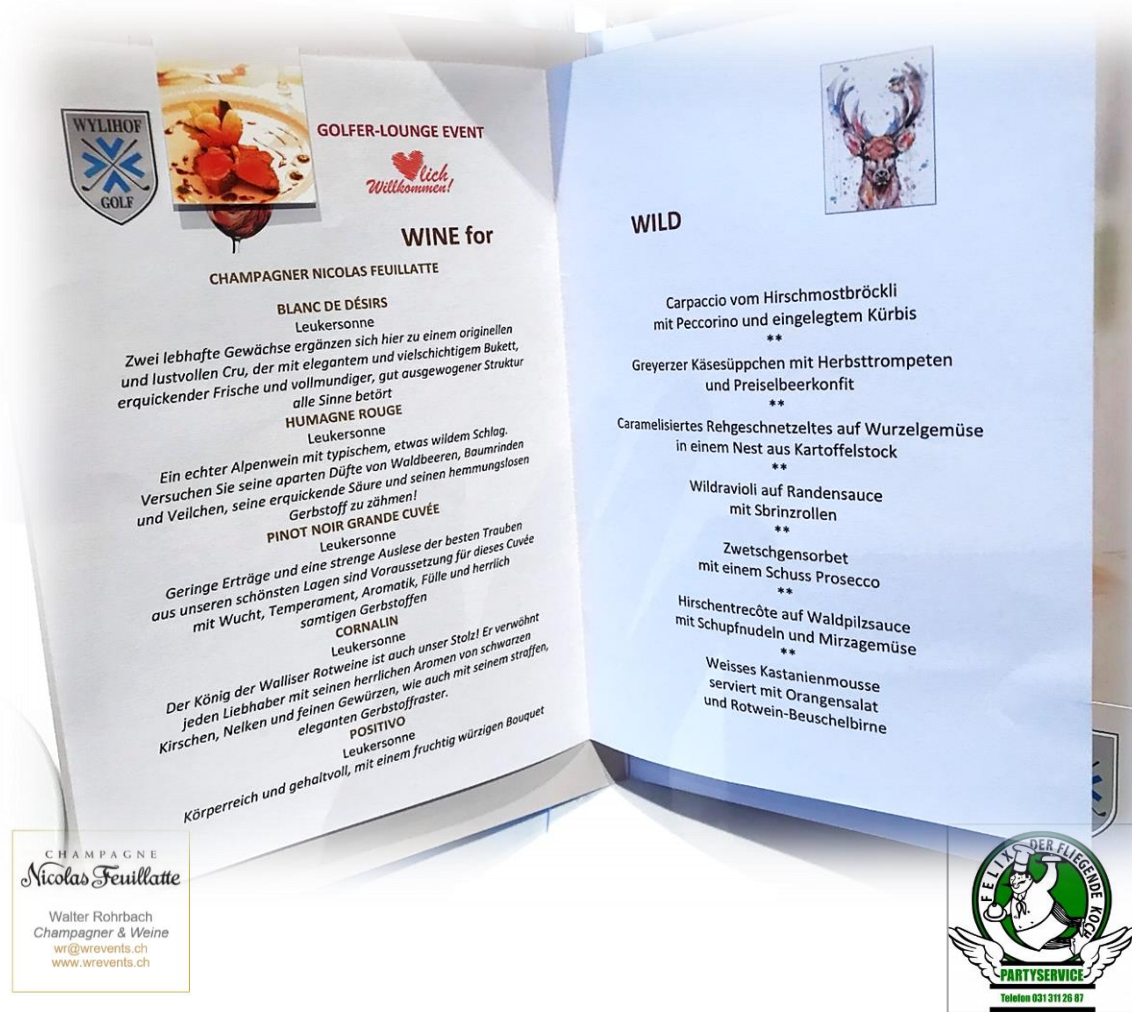 WYLIHOF
GOLF
GOLFER-LOUNGE EVENT
lich
Willkommen!
WINE for
CHAMPAGNER NICOLAS FEUILLATTE
BLANC DE DÉSIRS
Leukersonne
Zwei lebhafte Gewächse ergänzen sich hier zu einem originellen
und lustvollen Cru, der mit elegantem und vielschichtigem Bukett,
erquickender Frische und vollmundiger, gut ausgewogener Struktur
alle Sinne betört
HUMAGNE ROUGE
Leukersonne
Ein echter Alpenwein mit typischem, etwas wildem Schlag.
Versuchen Sie seine aparten Düfte von Waldbeeren, Baumrinden
und Veilchen, seine erquickende Säure und seinen hemmungslosen
Gerbstoff zu zähmen!
PINOT NOIR GRANDE CUVÉE
Leukersonne
Geringe Erträge und eine strenge Auslese der besten Trauben
aus unseren schönsten Lagen sind Voraussetzung für dieses Cuvée
mit Wucht, Temperament, Aromatik, Fülle und herrlich
samtigen Gerbstoffen
CORNALIN
Leukersonne
Der König der Walliser Rotweine ist auch unser Stolz! Er verwöhnt
jeden Liebhaber mit seinen herrlichen Aromen von schwarzen
Kirschen, Nelken und feinen Gewürzen, wie auch mit seinem straffen,
eleganten Gerbstoffraster.
POSITIVO
Leukersonne
Körperreich und gehaltvoll, mit einem fruchtig würzigen Bouquet
WILD
Carpaccio vom Hirschmostbröckli
mit Peccorino und eingelegtem Kürbis
**
Greyerzer Käsesüppchen mit Herbsttrompeten
und Preiselbeerkonfit
**
Caramelisiertes Rehgeschnetzeltes auf Wurzelgemüse
in einem Nest aus Kartoffelstock
**
Wildravioli auf Randensauce
mit Sbrinzrollen
**
Zwetschgensorbet
mit einem Schuss Prosecco
**
Hirschentrecôte auf Waldpilzsauce
mit Schupfnudeln und Mirzagemüse
**
Weisses Kastanienmousse
serviert mit Orangensalat
und Rotwein-Beuschelbirne
CHAMPAGNE
Nicolas Feuillatte
Walter Rohrbach
Champagner & Weine
wr@wrevents.ch
www.wrevents.ch
FELIX DER FLIEGENDE KOCH
PARTYSERVICE
Telefon 031 311 26 87